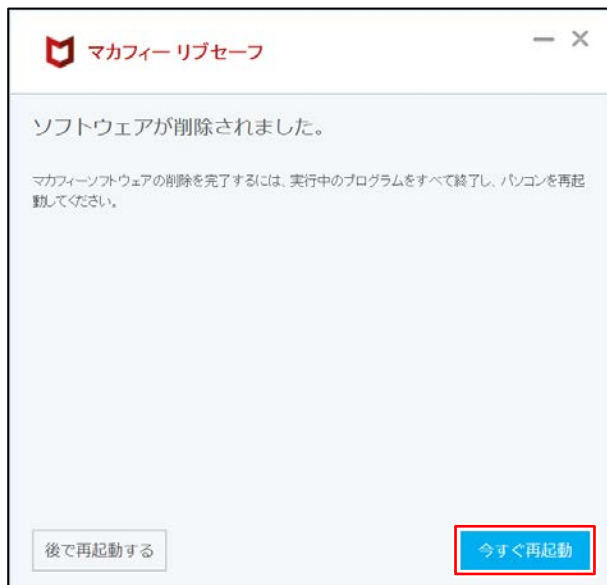 マカフィー リブセーフ
ソフトウェアが削除されました。
マカフィーソフトウェアの削除を完了するには、実行中のプログラムをすべて終了し、パソコンを再起
動してください。
後で再起動する
今すぐ再起動